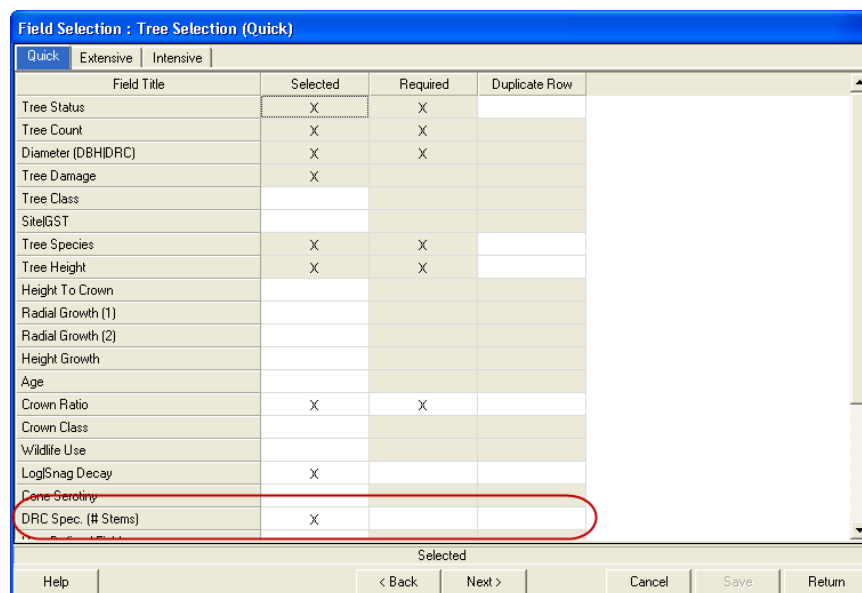 Field Selection : Tree Selection (Quick)
Quick Extensive Intensive
Field Title Selected Required Duplicate Row
Tree Status X X
Tree Count X X
Diameter (DBH|DRC) X X
Tree Damage X
Tree Class
Site|GST
Tree Species X X
Tree Height X X
Height To Crown
Radial Growth (1)
Radial Growth (2)
Height Growth
Age
Crown Ratio X X
Crown Class
Wildlife Use
Log|Snag Decay X
Cone Serotiny
DRC Spec. (# Stems) X
Selected
Help < Back Next > Cancel Save Return